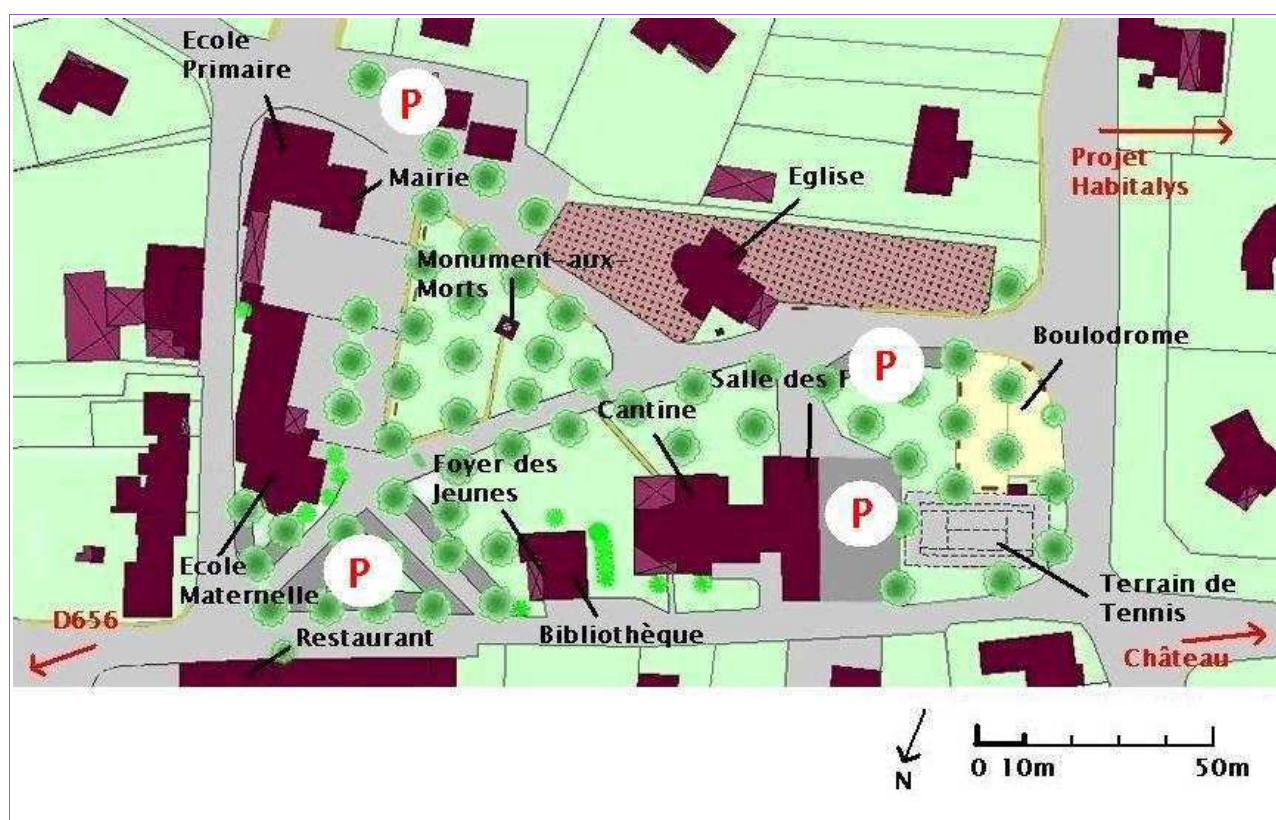 Ecole
Primaire
P
Mairie
Eglise
Projet
Habitalys
Monument-aux-
Morts
Boulodrome
P
Salle des F
Cantine
Foyer des
Jeunes
P
P
Ecole
Maternelle
Terrain de
Tennis
D656
Restaurant
Bibliothèque
Château
N
0 10m 50m